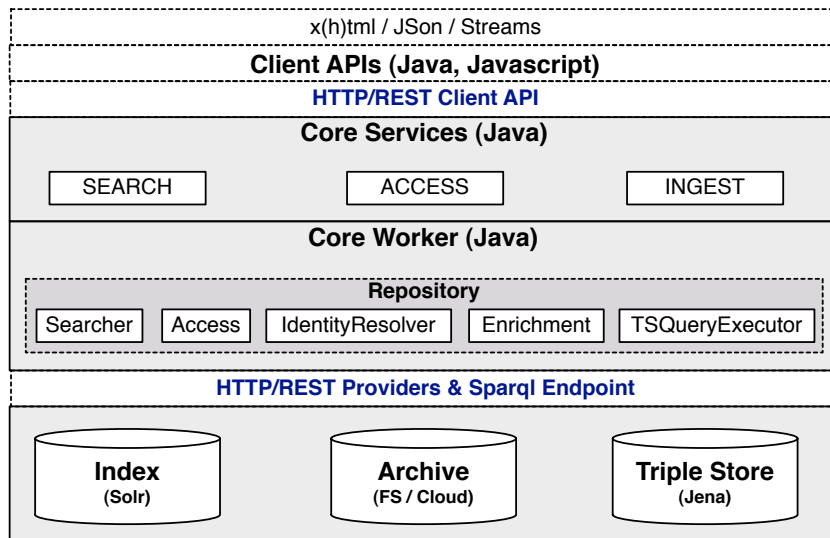 x(h)tml / JSon / Streams
Client APIs (Java, Javascript)
HTTP/REST Client API
Core Services (Java)
SEARCH ACCESS INGEST
Core Worker (Java)
Repository
Searcher Access IdentityResolver Enrichment TSQueryExecutor
HTTP/REST Providers & Sparql Endpoint
Index Archive Triple Store
(Solr) (FS / Cloud) (Jena)